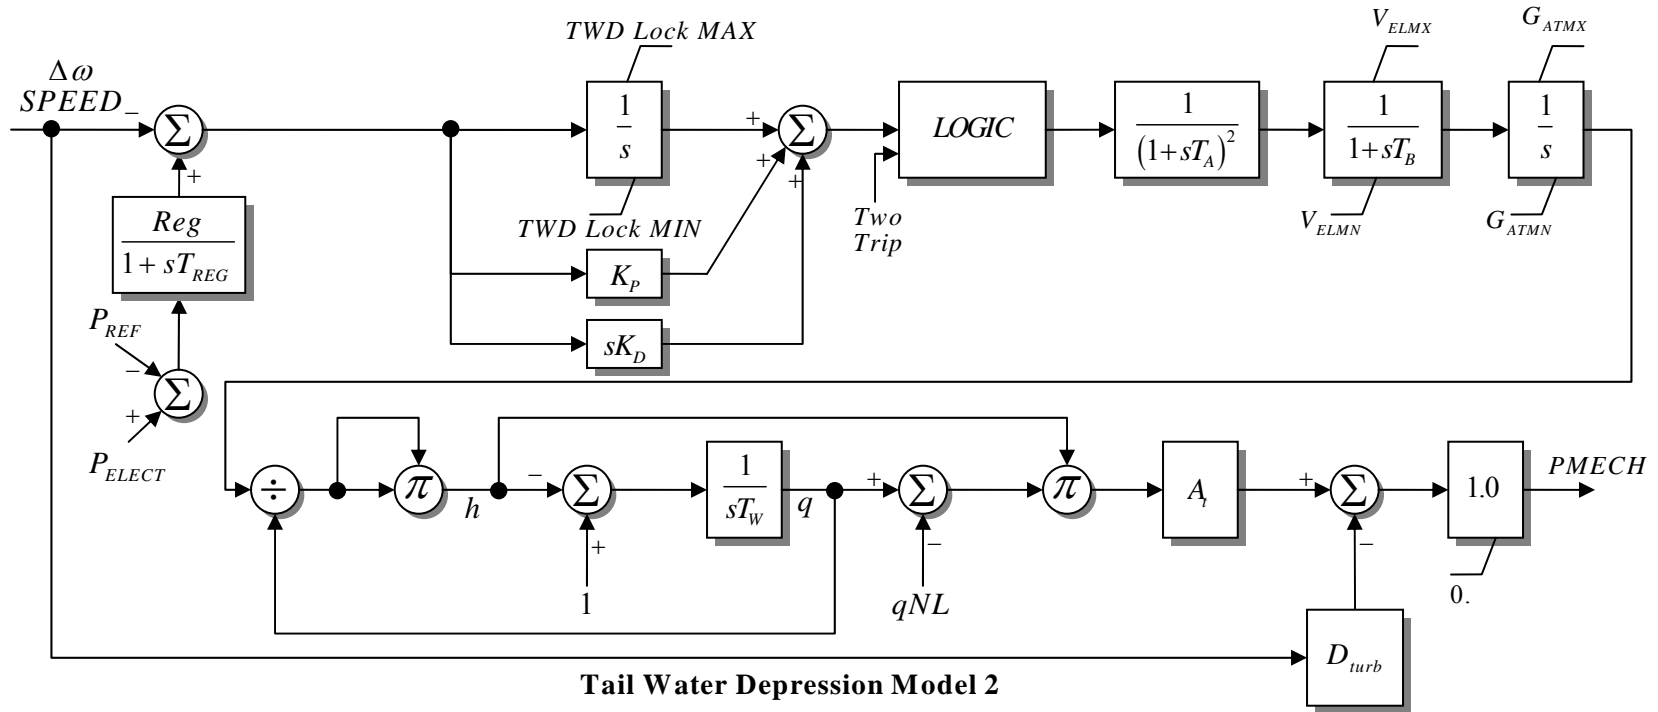 TWD Lock MAX
V_ELMX
G_ATMX
Δω
SPEED
−
Σ
1/s
+
Σ
LOGIC
1/(1+sT_A)^2
1/(1+sT_B)
1/s
+
+
+
Reg/(1+sT_REG)
TWD Lock MIN
Two
Trip
V_ELMN
G_ATMN
K_P
P_REF
−
sK_D
Σ
+
P_ELECT
÷
π
h
−
Σ
1/(sT_W)
q
+
Σ
π
A_t
+
Σ
1.0
PMECH
+
−
−
1
qNL
0.
D_turb
Tail Water Depression Model 2